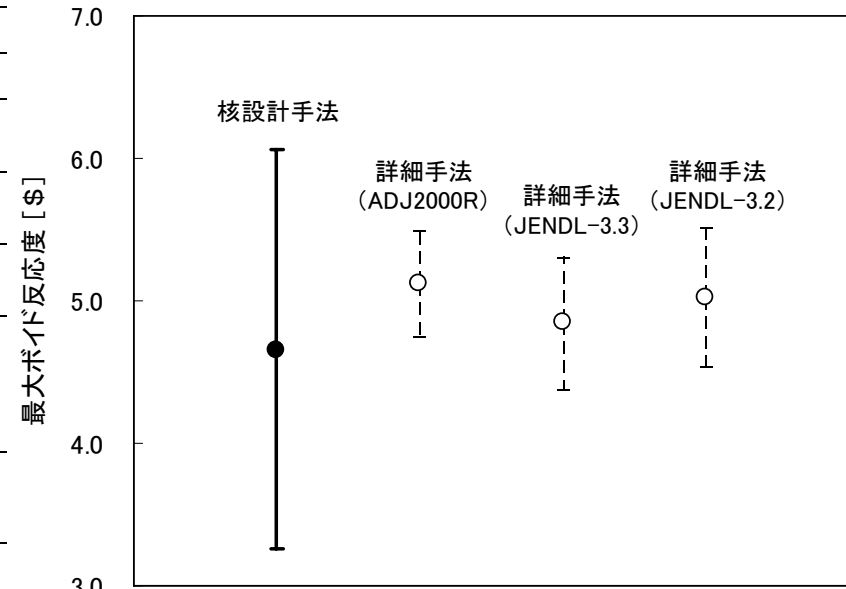 7.0
核設計手法
6.0
詳細手法
(ADJ2000R)
詳細手法
(JENDL-3.3)
詳細手法
(JENDL-3.2)
最大ボイド反応度 [$]
5.0
4.0
3.0